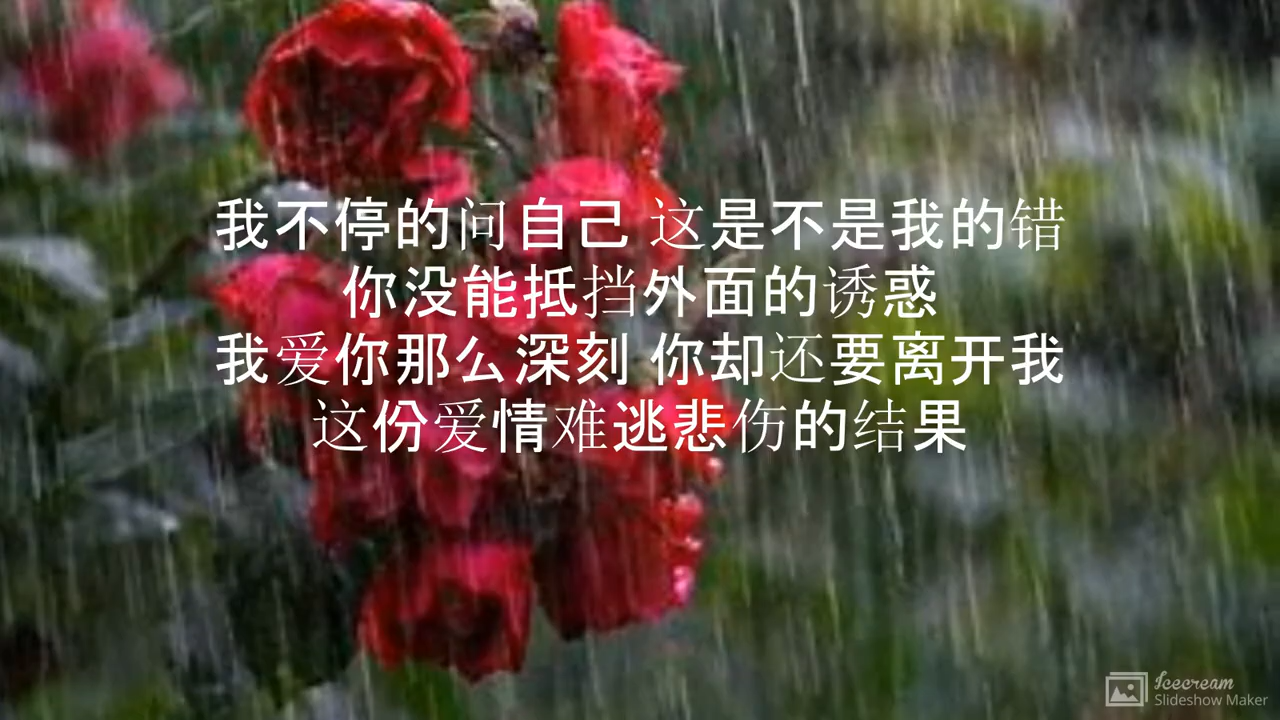 我不停的问自己 这是不是我的错
你没能抵挡外面的诱惑
我爱你那么深刻 你却还要离开我
这份爱情难逃悲伤的结果
Icecream
Slideshow Maker